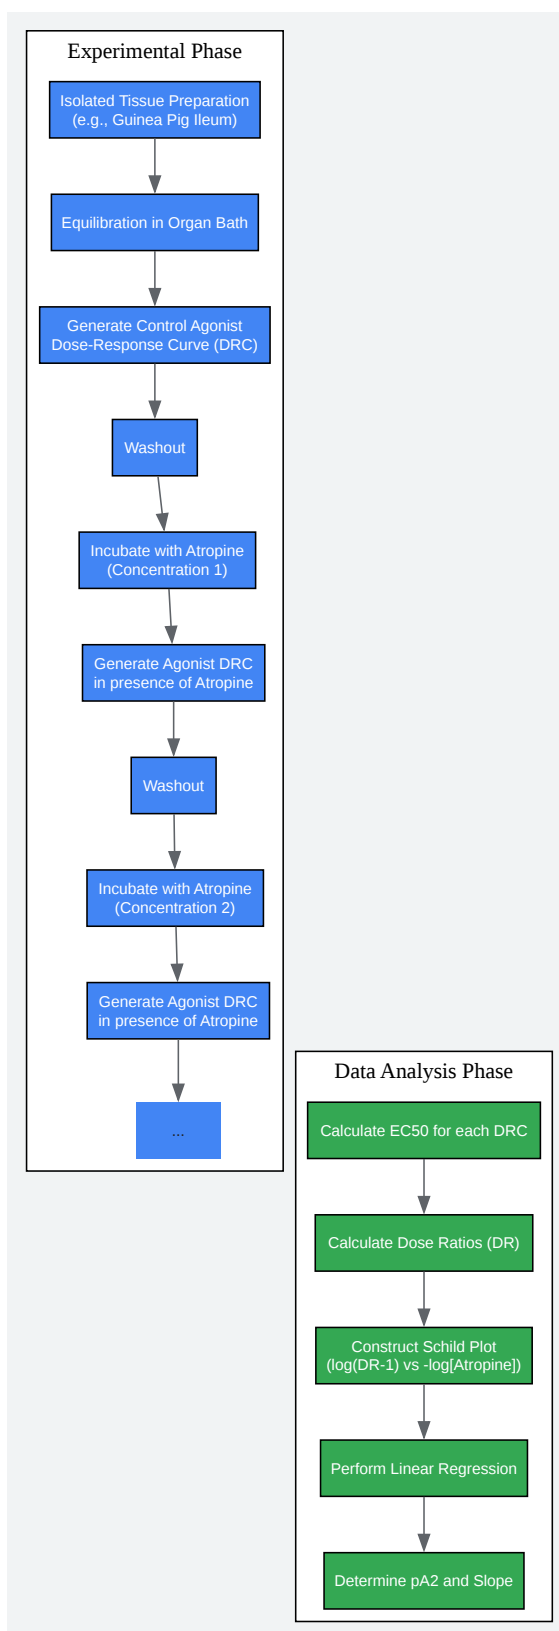 Experimental Phase
Isolated Tissue Preparation
(e.g., Guinea Pig Ileum)
Equilibration in Organ Bath
Generate Control Agonist
Dose-Response Curve (DRC)
Washout
Incubate with Atropine
(Concentration 1)
Generate Agonist DRC
in presence of Atropine
Washout
Incubate with Atropine
(Concentration 2)
Generate Agonist DRC
in presence of Atropine
...
Data Analysis Phase
Calculate EC50 for each DRC
Calculate Dose Ratios (DR)
Construct Schild Plot
(log(DR-1) vs -log[Atropine])
Perform Linear Regression
Determine pA2 and Slope